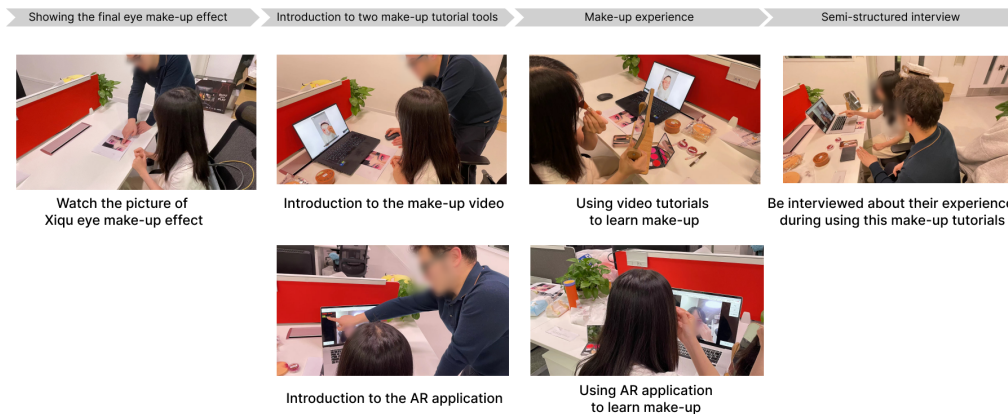 Showing the final eye make-up effect
Introduction to two make-up tutorial tools
Make-up experience
Semi-structured interview
Watch the picture of
Xiqu eye make-up effect
Introduction to the make-up video
Using video tutorials
to learn make-up
Be interviewed about their experience
during using this make-up tutorials
Introduction to the AR application
Using AR application
to learn make-up